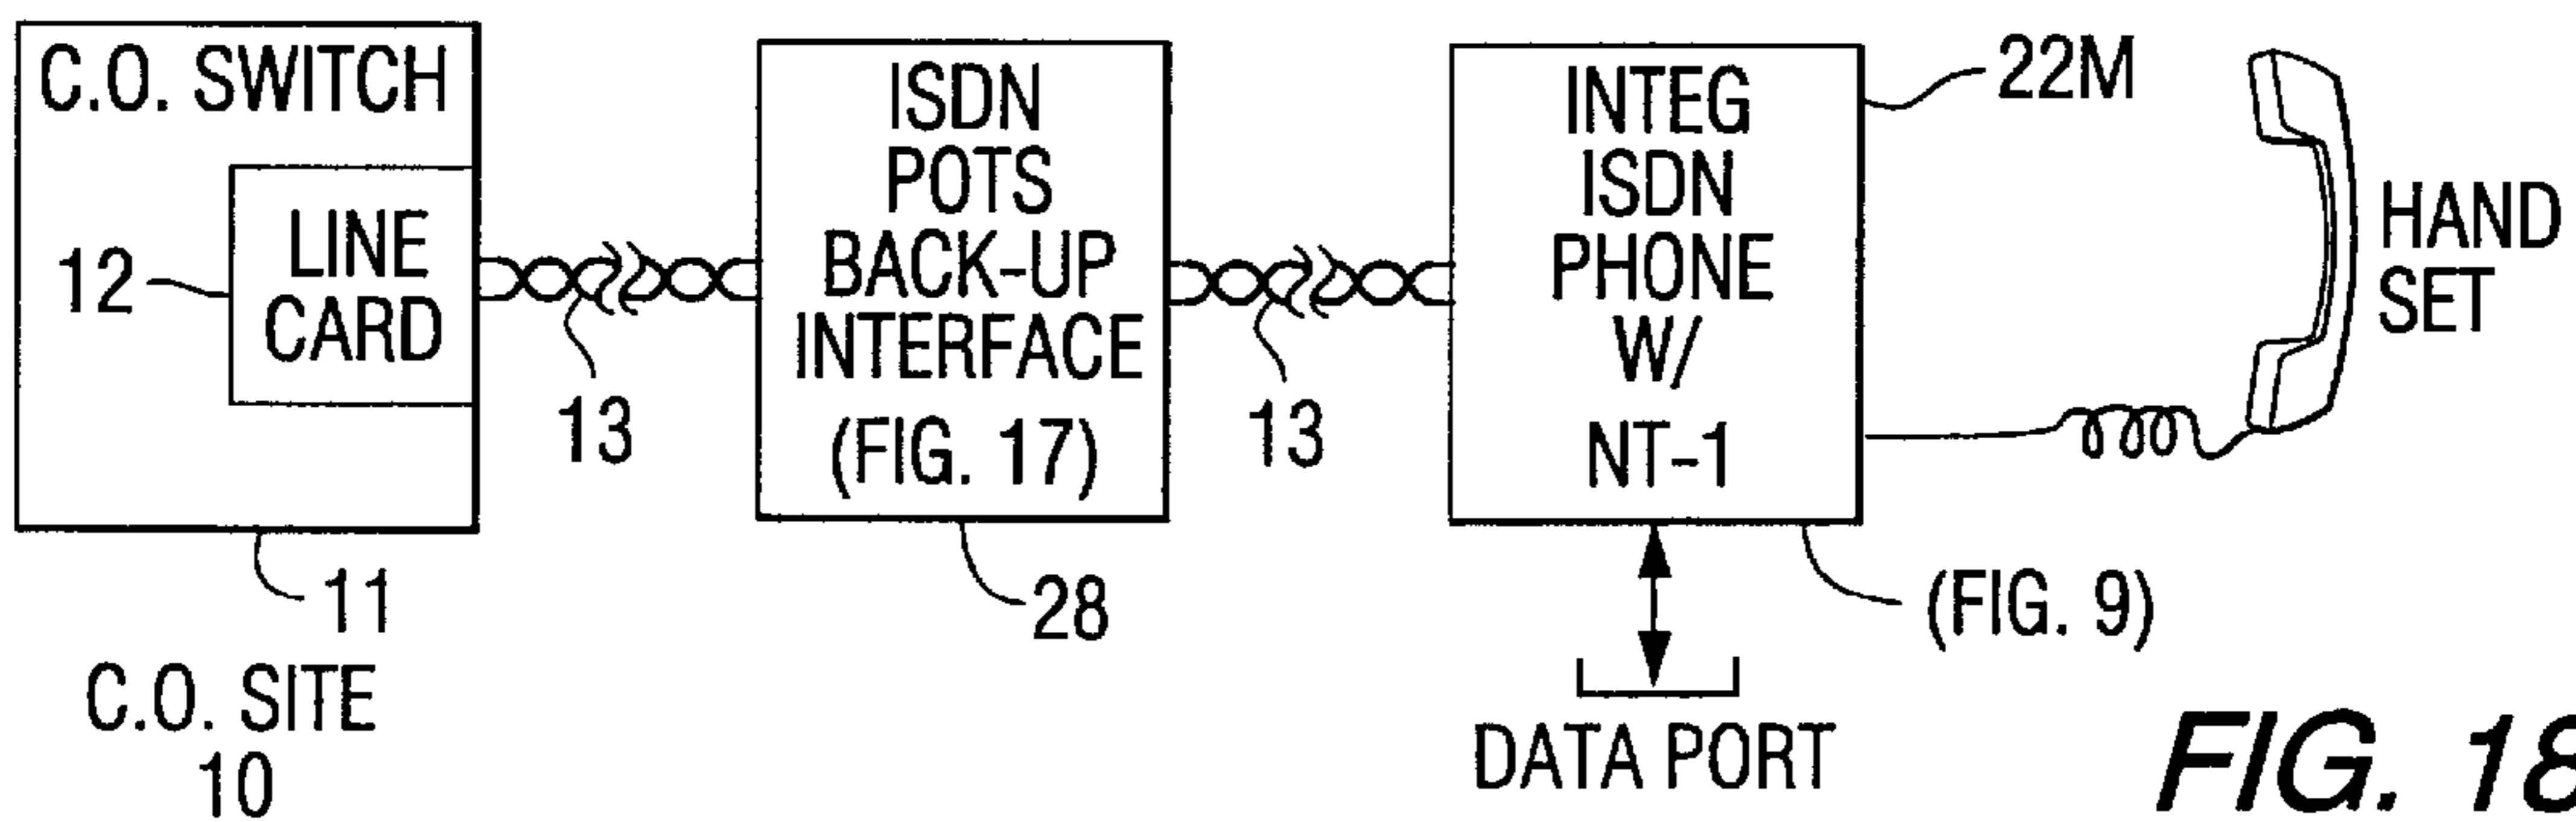 C.O. SWITCH
LINE
CARD
12
13
11
C.O. SITE
10
ISDN
POTS
BACK-UP
INTERFACE
(FIG. 17)
28
13
INTEG
ISDN
PHONE
W/
NT-1
22M
(FIG. 9)
DATA PORT
HAND
SET
FIG. 18